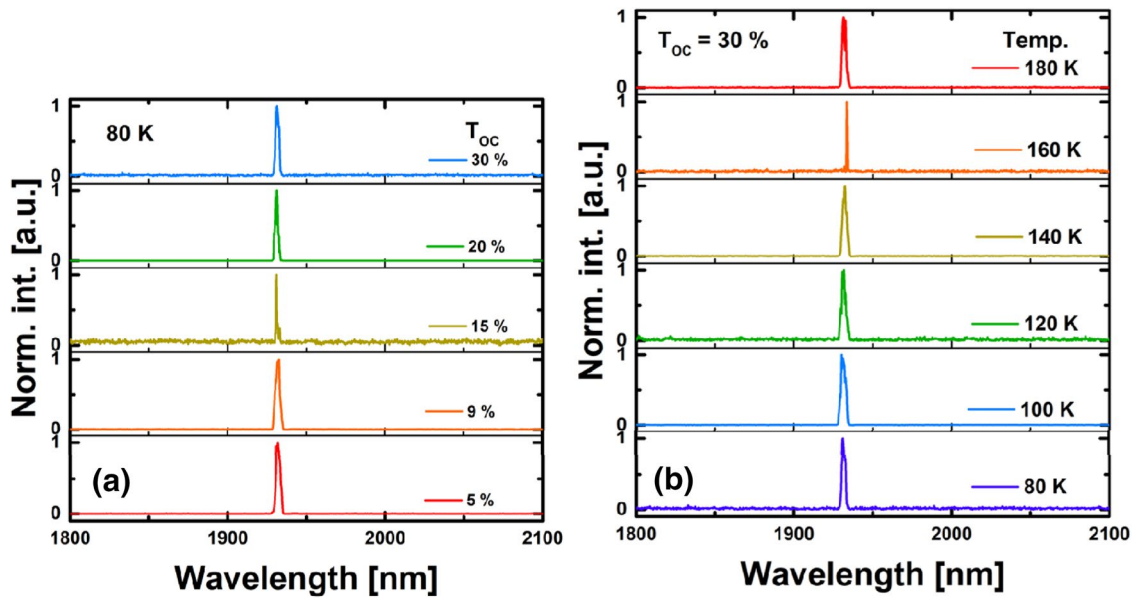 80 K
T_OC
1
30 %
0
1
20 %
0
1
15 %
0
1
9 %
0
1
(a)
5 %
0
1800 1900 2000 2100
Wavelength [nm]
Norm. int. [a.u.]
T_OC = 30 %
Temp.
1
180 K
0
1
160 K
0
1
140 K
0
1
120 K
0
1
100 K
0
1
(b)
80 K
0
1800 1900 2000 2100
Wavelength [nm]
Norm. int. [a.u.]